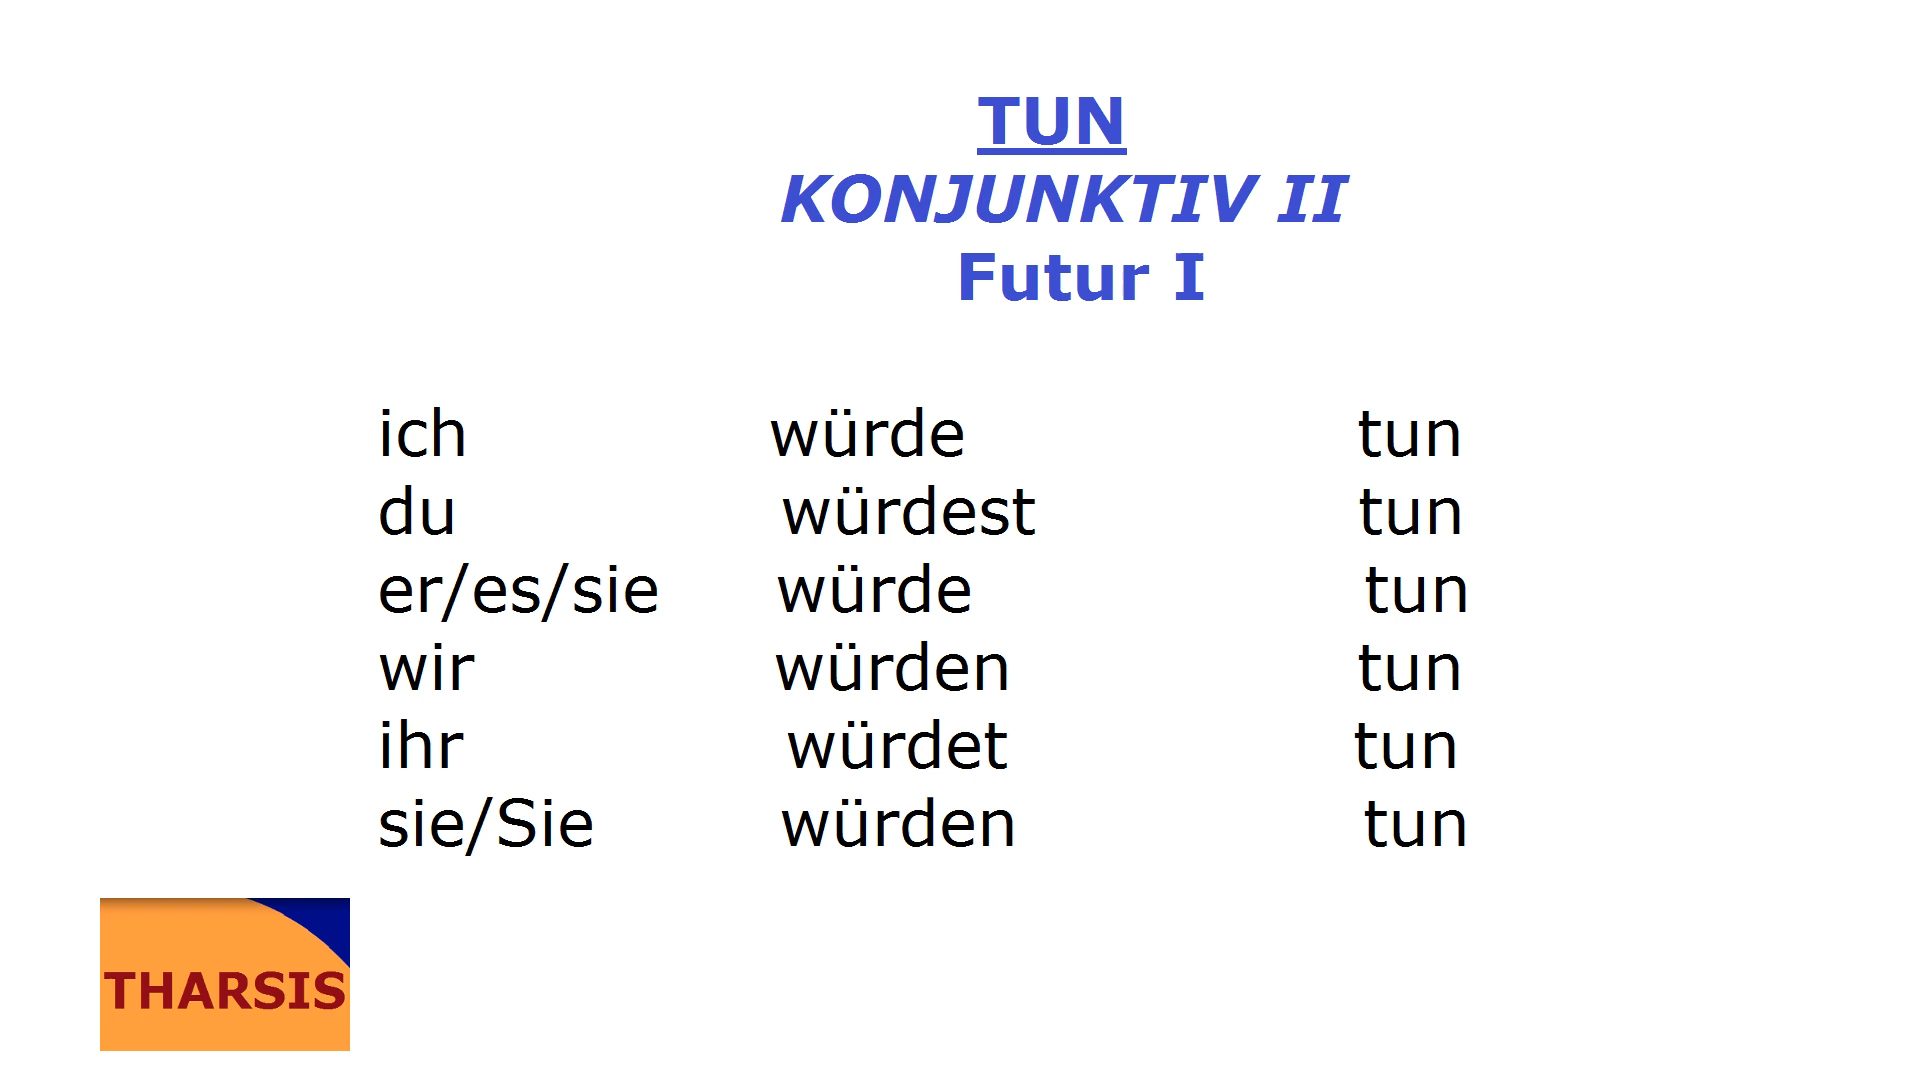 TUN
KONJUNKTIV II
Futur I
ich würde tun
du würdest tun
er/es/sie würde tun
wir würden tun
ihr würdet tun
sie/Sie würden tun
THARSIS